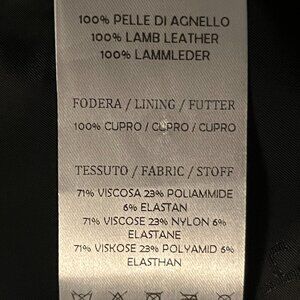 100% PELLE DI AGNELLO
100% LAMB LEATHER
100% LAMMLEDER
FODERA / LINING / FUTTER
100% CUPRO / CUPRO / CUPRO
TESSUTO / FABRIC / STOFF
71% VISCOSA 23% POLIAMMIDE
6% ELASTAN
71% VISCOSE 23% NYLON 6%
ELASTANE
71% VISKOSE 23% POLYAMID 6%
ELASTHAN